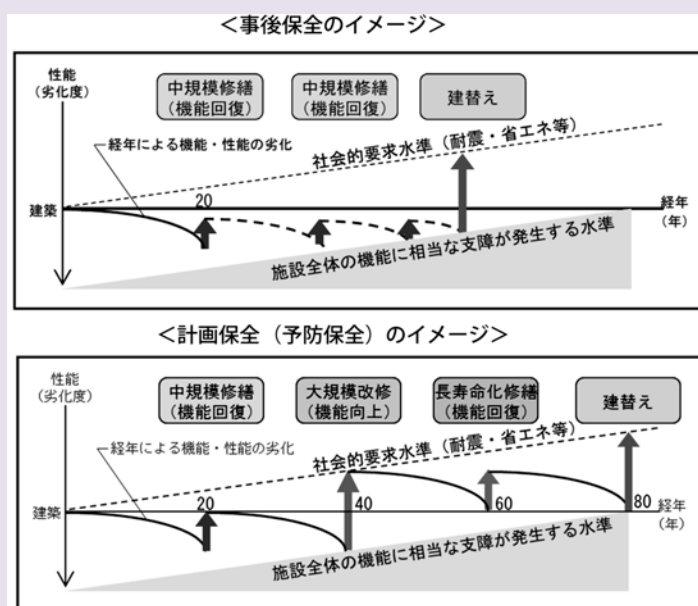 ＜事後保全のイメージ＞
性能
（劣化度）
中規模修繕
（機能回復）
中規模修繕
（機能回復）
建替え
経年による機能・性能の劣化
社会的要求水準（耐震・省エネ等）
20
建築
経年
（年）
施設全体の機能に相当な支障が発生する水準
＜計画保全（予防保全）のイメージ＞
性能
（劣化度）
中規模修繕
（機能回復）
大規模改修
（機能向上）
長寿命化修繕
（機能回復）
建替え
経年による機能・性能の劣化
社会的要求水準（耐震・省エネ等）
建築
20
40
60
80
経年
（年）
施設全体の機能に相当な支障が発生する水準